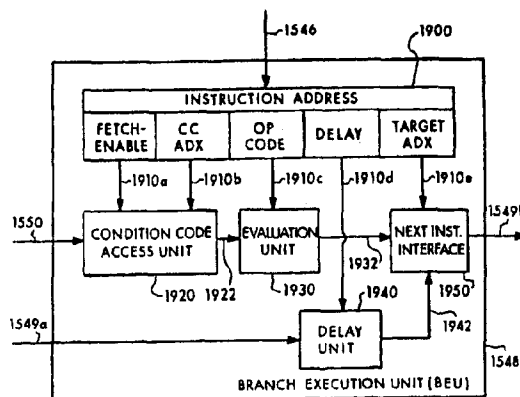 1546
1900
INSTRUCTION ADDRESS
FETCH-
ENABLE
CC
ADX
OP
CODE
DELAY
TARGET
ADX
1910a
1910b
1910c
1910d
1910e
1550
CONDITION CODE
ACCESS UNIT
EVALUATION
UNIT
NEXT INST.
INTERFACE
1549b
1920
1922
1930
1932
1940
1950
1549a
DELAY
UNIT
1942
1548
BRANCH EXECUTION UNIT (BEU)